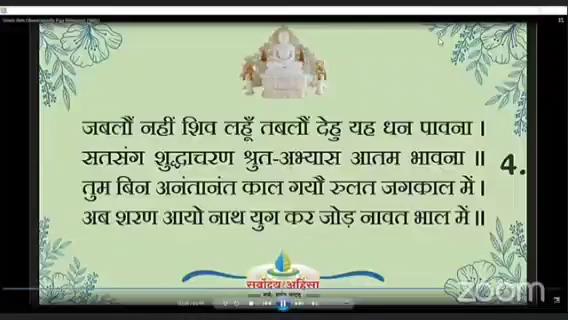 जबलौं नहीं शिव लहूँ तबलौं देहु यह धन पावना ।
सतसंग शुद्धाचरण श्रुत-अभ्यास आतम भावना ॥
4.
तुम बिन अनंतानंत काल गयौ रुलत जगकाल में ।
अब शरण आयो नाथ युग कर जोड़ नावत भाल में ॥
सर्वोदय अहिंसा
zoom